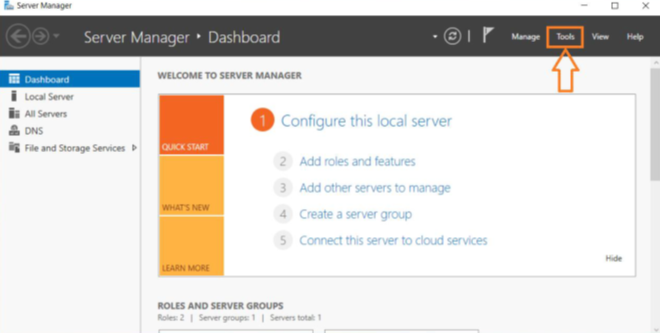 Server Manager
Server Manager • Dashboard
Manage Tools View Help
Dashboard
Local Server
All Servers
DNS
File and Storage Services
WELCOME TO SERVER MANAGER
QUICK START
WHAT'S NEW
LEARN MORE
1 Configure this local server
2 Add roles and features
3 Add other servers to manage
4 Create a server group
5 Connect this server to cloud services
Hide
ROLES AND SERVER GROUPS
Roles: 2 | Server groups: 1 | Servers total: 1